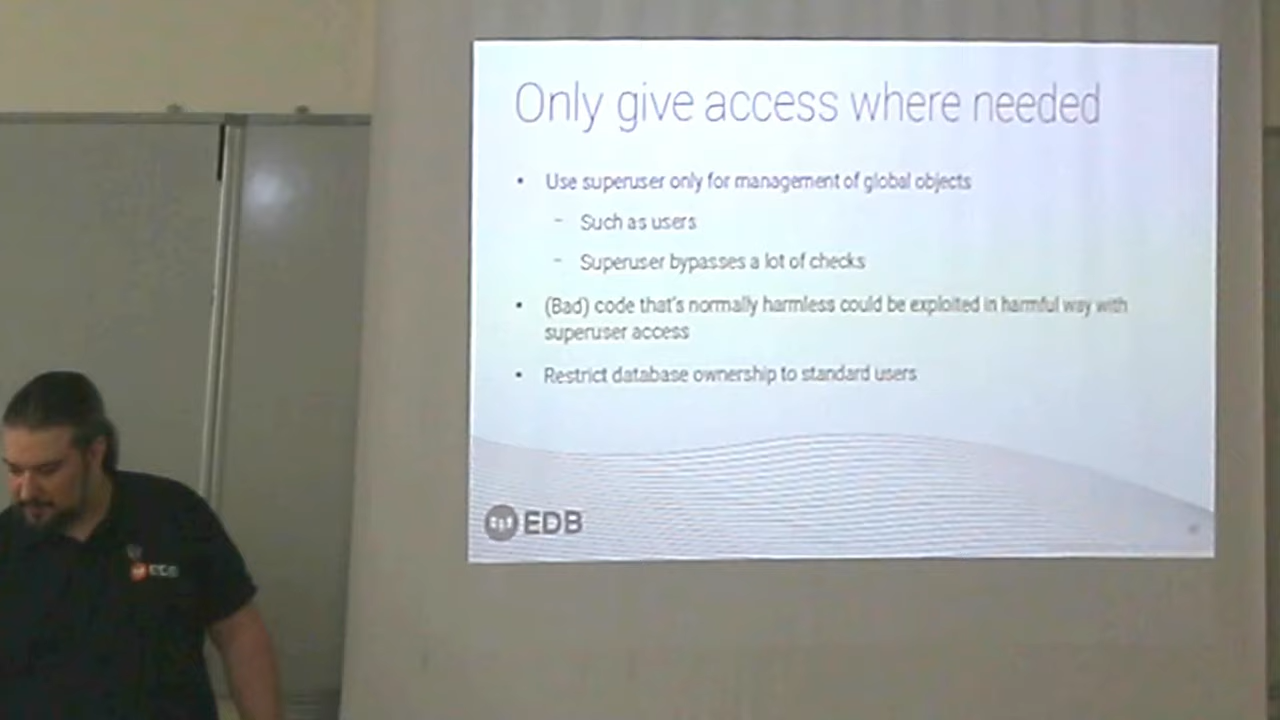 Only give access where needed
• Use superuser only for management of global objects
- Such as users
- Superuser bypasses a lot of checks
• (Bad) code that's normally harmless could be exploited in harmful way with
superuser access
• Restrict database ownership to standard users
EDB
EDB